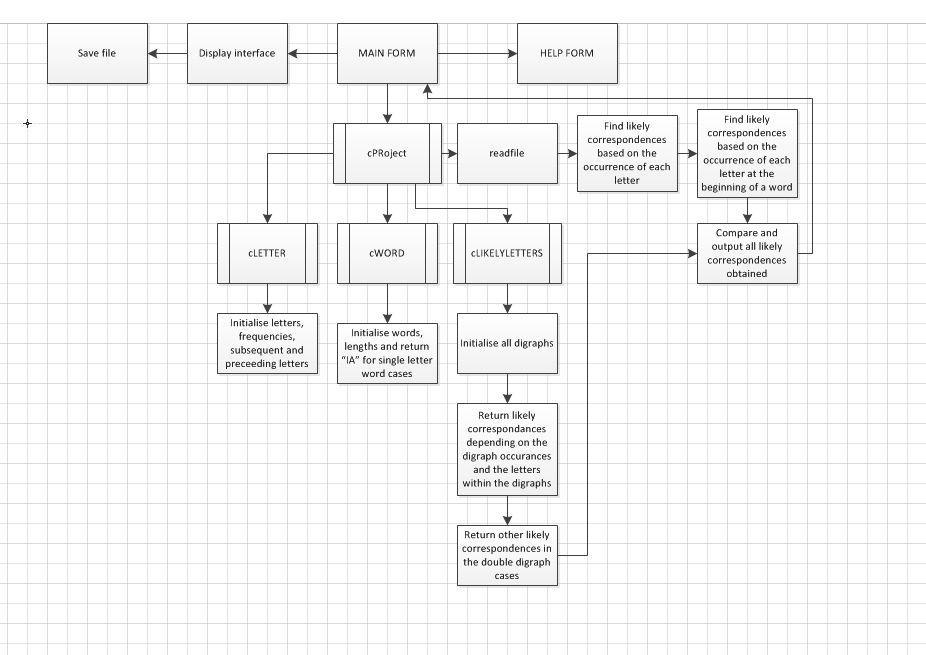 Save file
Display interface
MAIN FORM
HELP FORM
cPRoject
readfile
Find likely
correspondences
based on the
occurrence of each
letter
Find likely
correspondences
based on the
occurrence of each
letter at the
beginning of a word
cLETTER
cWORD
cLIKELYLETTERS
Compare and
output all likely
correspondences
obtained
Initialise letters,
frequencies,
subsequent and
preceeding letters
Initialise words,
lengths and return
“IA” for single letter
word cases
Initialise all digraphs
Return likely
correspondances
depending on the
digraph occurances
and the letters
within the digraphs
Return other likely
correspondences in
the double digraph
cases